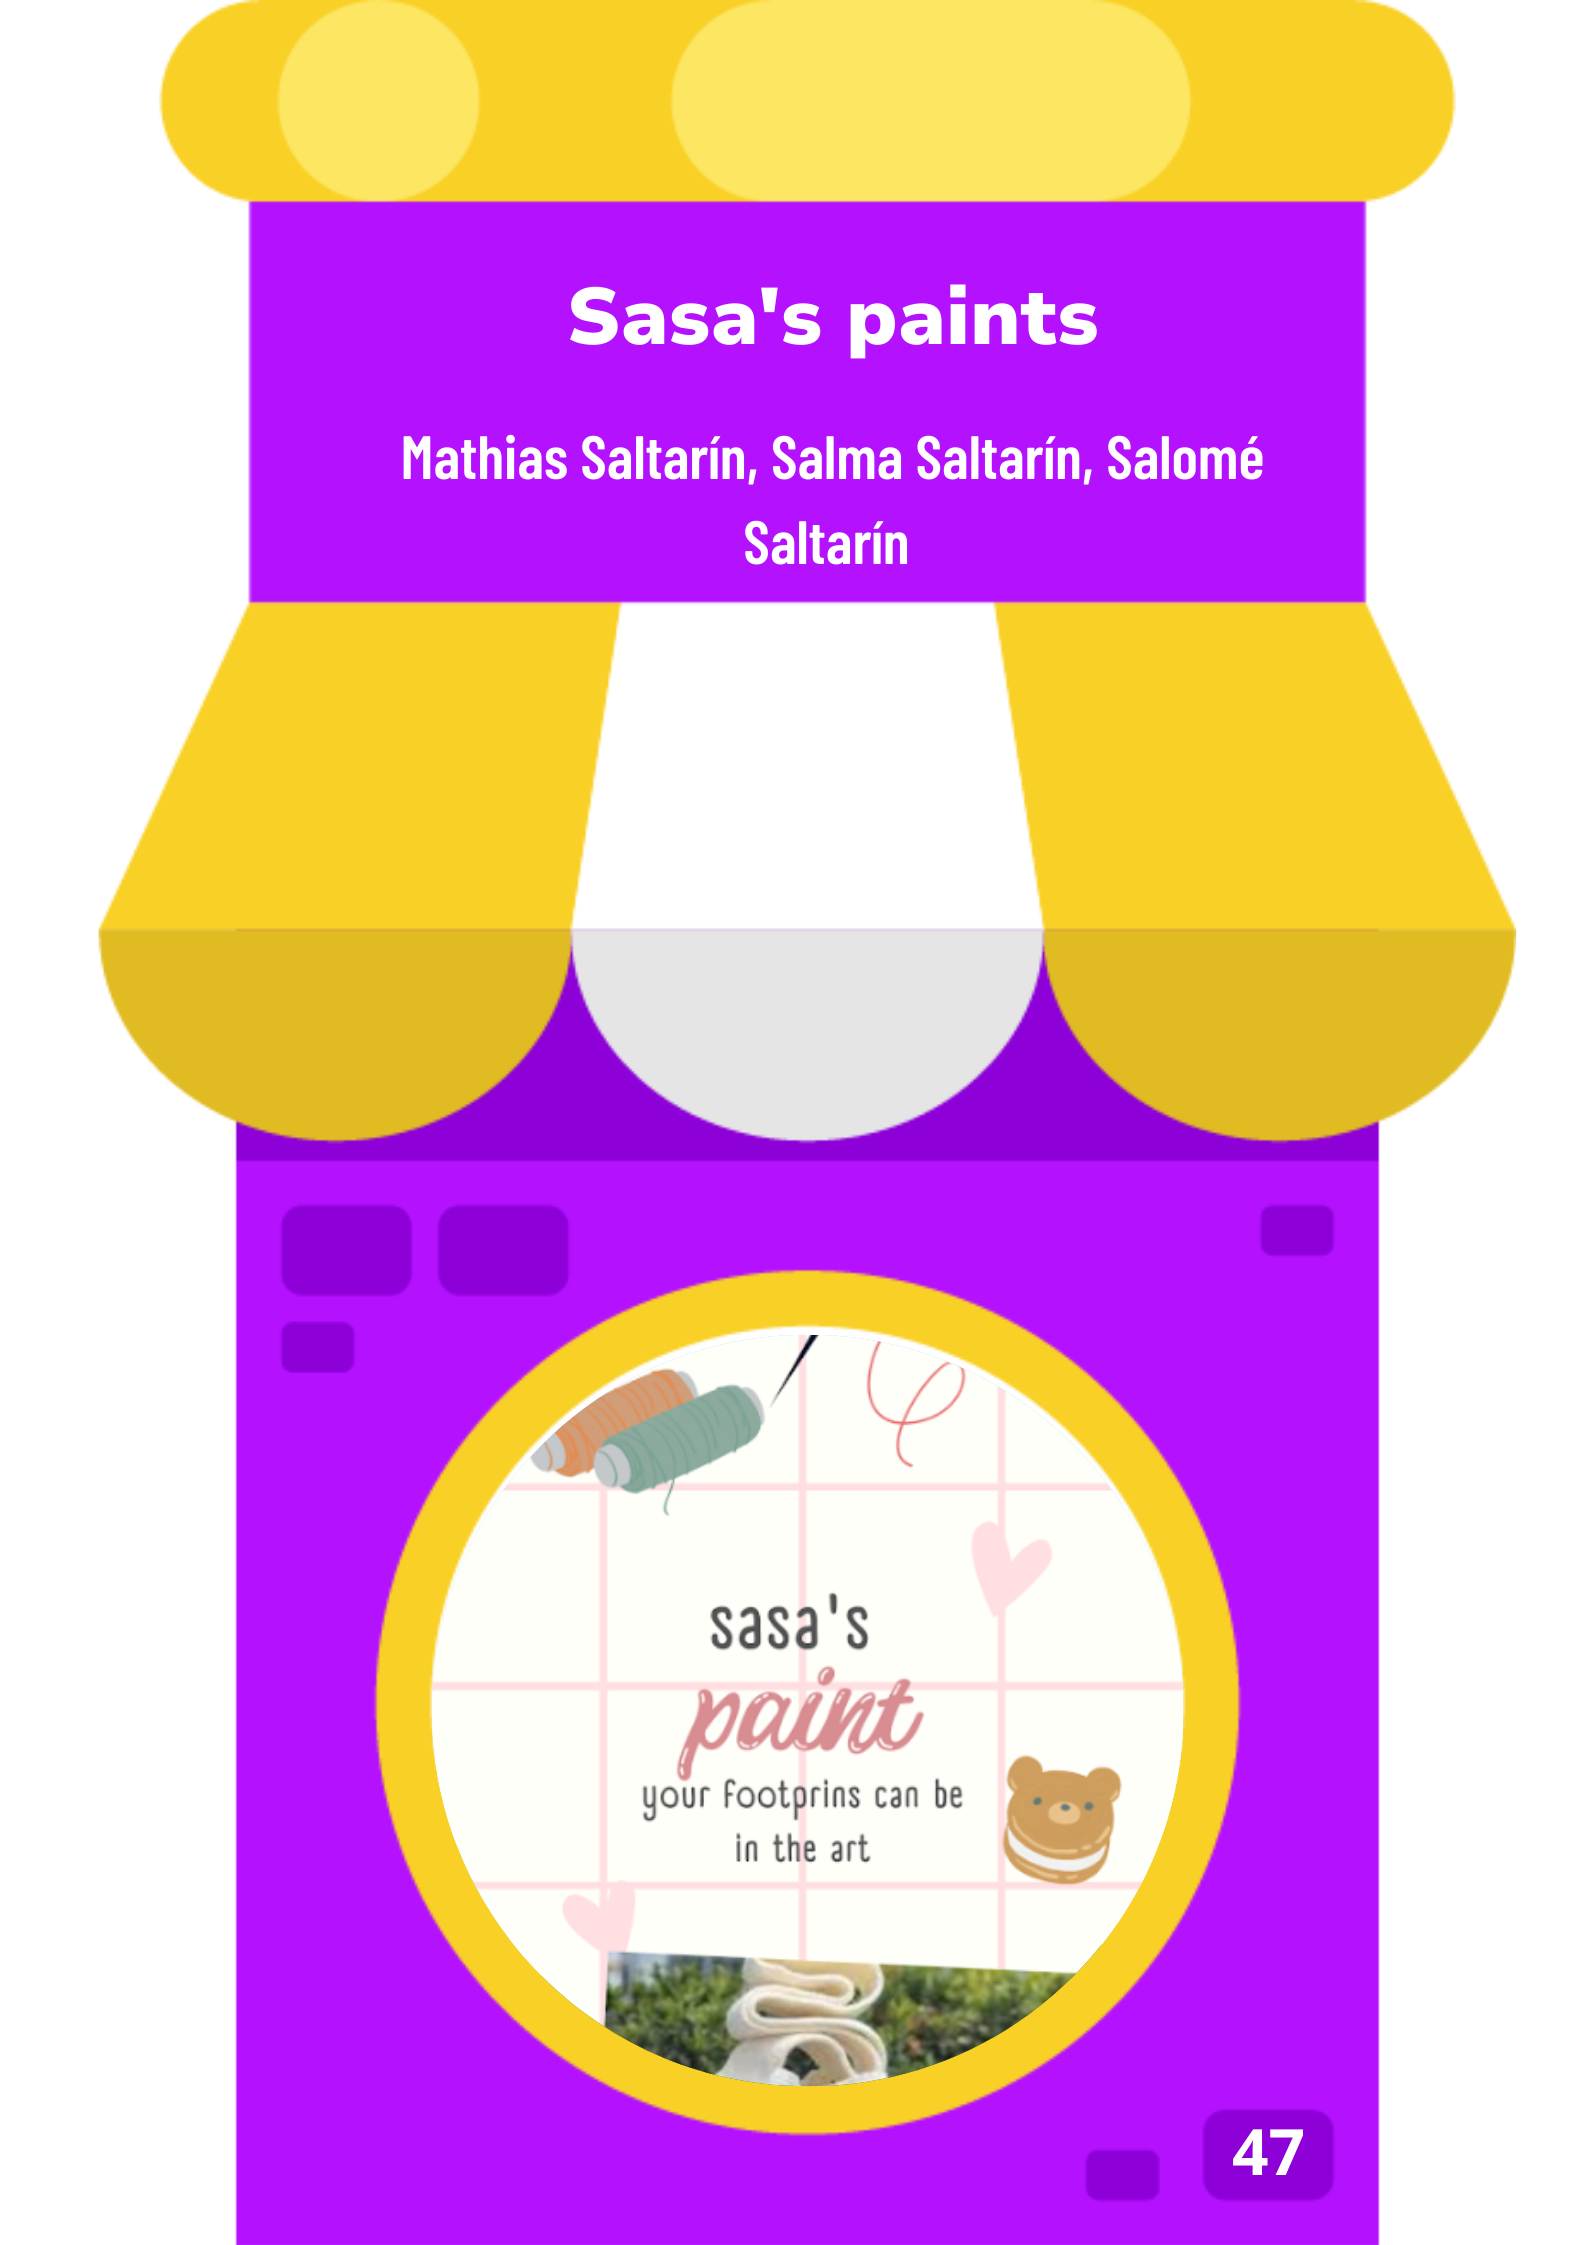 Sasa's paints
Mathias Saltarín, Salma Saltarín, Salomé
Saltarín
sasa's
paint
your footprins can be
in the art
47